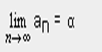 lim aₙ = α
n→∞